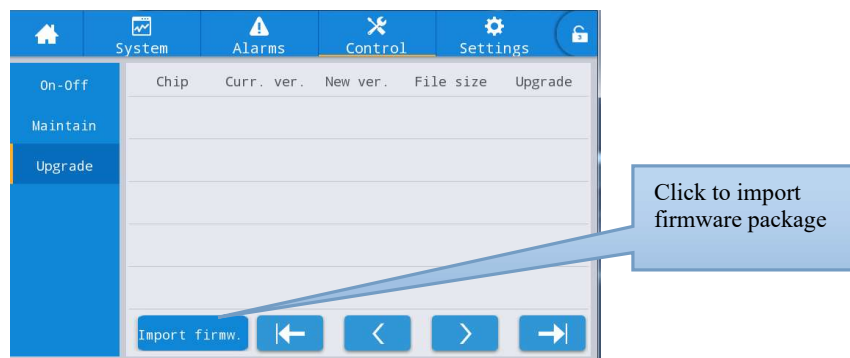 System Alarms Control Settings
On-Off Chip Curr. ver. New ver. File size Upgrade
Maintain
Upgrade
Click to import
firmware package
Import firmw.